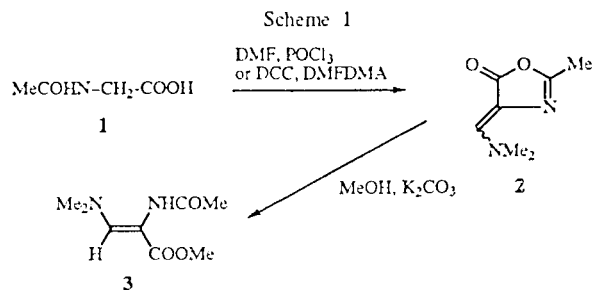 Scheme 1
DMF, POCl3
or DCC, DMFDMA
MeCOHN-CH2-COOH
1
O
O
Me
N
NMe2
2
MeOH, K2CO3
Me2N
NHCOMe
H
COOMe
3